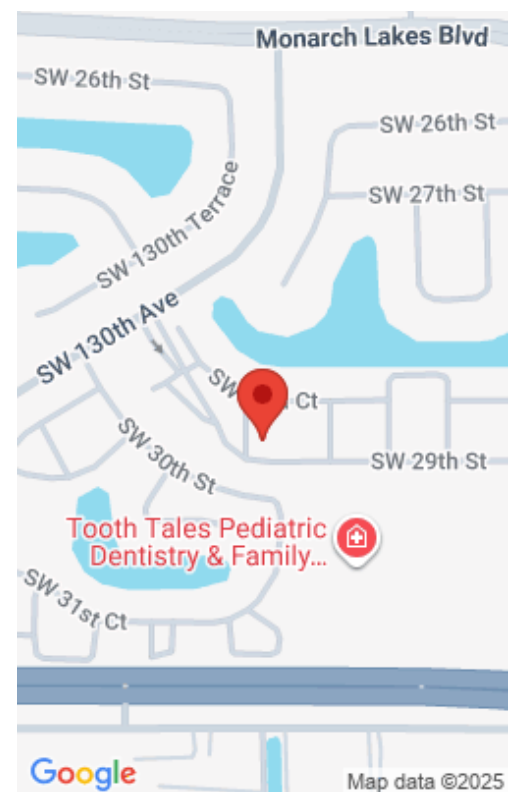 Monarch Lakes Blvd
SW 26th St
SW 26th St
SW 27th St
SW 130th Terrace
SW 130th Ave
SW
Ct
SW 29th St
SW 30th St
Tooth Tales Pediatric
Dentistry & Family...
SW 31st Ct
Google
Map data ©2025